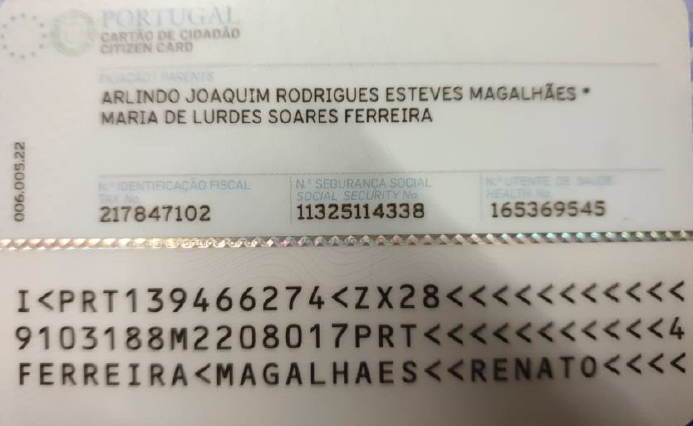 PORTUGAL
CARTÃO DE CIDADÃO
CITIZEN CARD
FILIAÇÃO / PARENTS
ARLINDO JOAQUIM RODRIGUES ESTEVES MAGALHÃES *
MARIA DE LURDES SOARES FERREIRA
006.005.22
N.º IDENTIFICAÇÃO FISCAL N.º SEGURANÇA SOCIAL N.º UTENTE DE SAÚDE
TAX No. SOCIAL SECURITY No. HEALTH No.
217847102 11325114338 165369545
I<PRT139466274<ZX28<<<<<<<<<<<
9103188M2208017PRT<<<<<<<<<<<4
FERREIRA<MAGALHAES<<RENATO<<<<